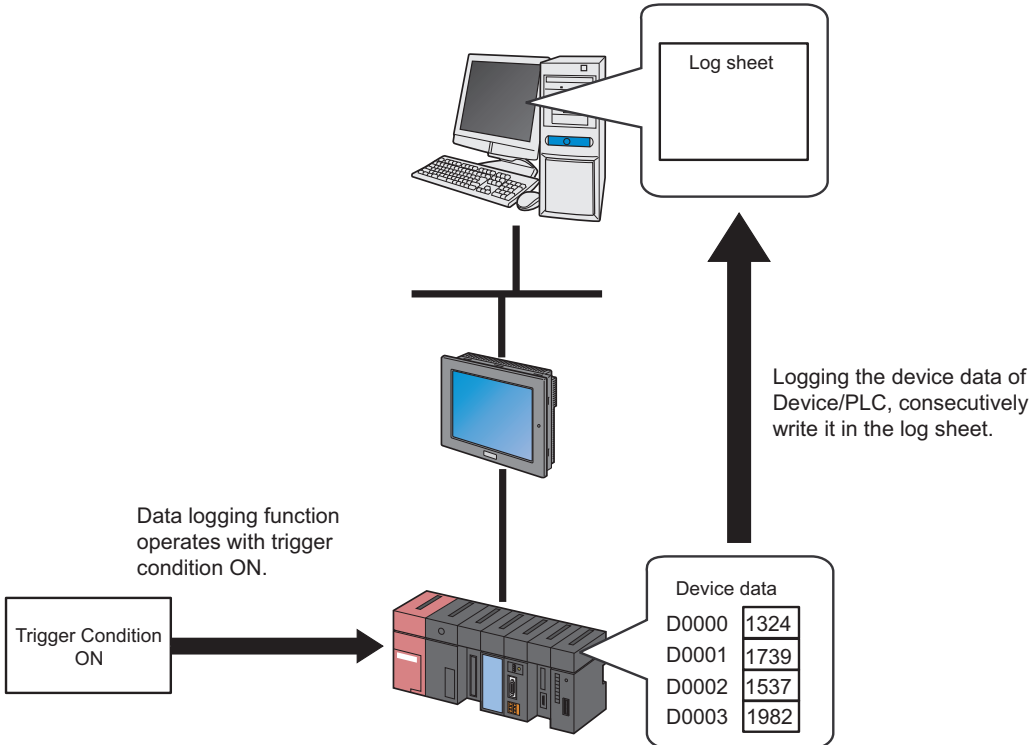 Log sheet
Logging the device data of
Device/PLC, consecutively
write it in the log sheet.
Data logging function
operates with trigger
condition ON.
Trigger Condition
ON
Device data
D0000 1324
D0001 1739
D0002 1537
D0003 1982